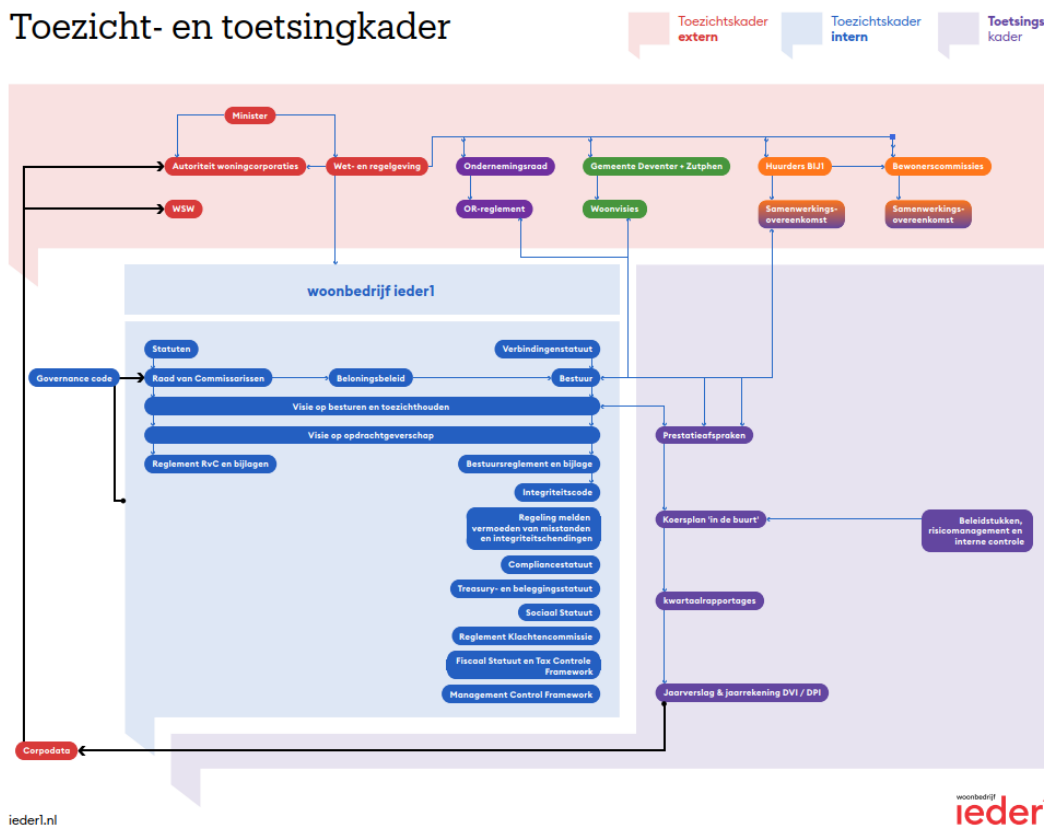 Toezicht- en toetsingkader
Toezichtskader
extern
Toezichtskader
intern
Toetsings
kader
Minister
Autoriteit woningcorporaties
Wet- en regelgeving
Ondernemingsraad
Gemeente Deventer + Zutphen
Huurders BIJ1
Bewonerscommissies
WSW
OR-reglement
Woonvisies
Samenwerkings-
overeenkomst
Samenwerkings-
overeenkomst
woonbedrijf ieder1
Statuten
Verbindingenstatuut
Governance code
Raad van Commissarissen
Beloningsbeleid
Bestuur
Visie op besturen en toezichthouden
Visie op opdrachtgeverschap
Prestatieafspraken
Reglement RvC en bijlagen
Bestuursreglement en bijlage
Integriteitscode
Regeling melden
vermoeden van misstanden
en integriteitschendingen
Koersplan 'in de buurt'
Beleidstukken,
risicomanagement en
interne controle
Compliancestatuut
Treasury- en beleggingsstatuut
kwartaalrapportages
Sociaal Statuut
Reglement Klachtencommissie
Fiscaal Statuut en Tax Controle
Framework
Management Control Framework
Jaarverslag & jaarrekening DVI / DPI
Corpodata
ieder1.nl
woonbedrijf
ieder